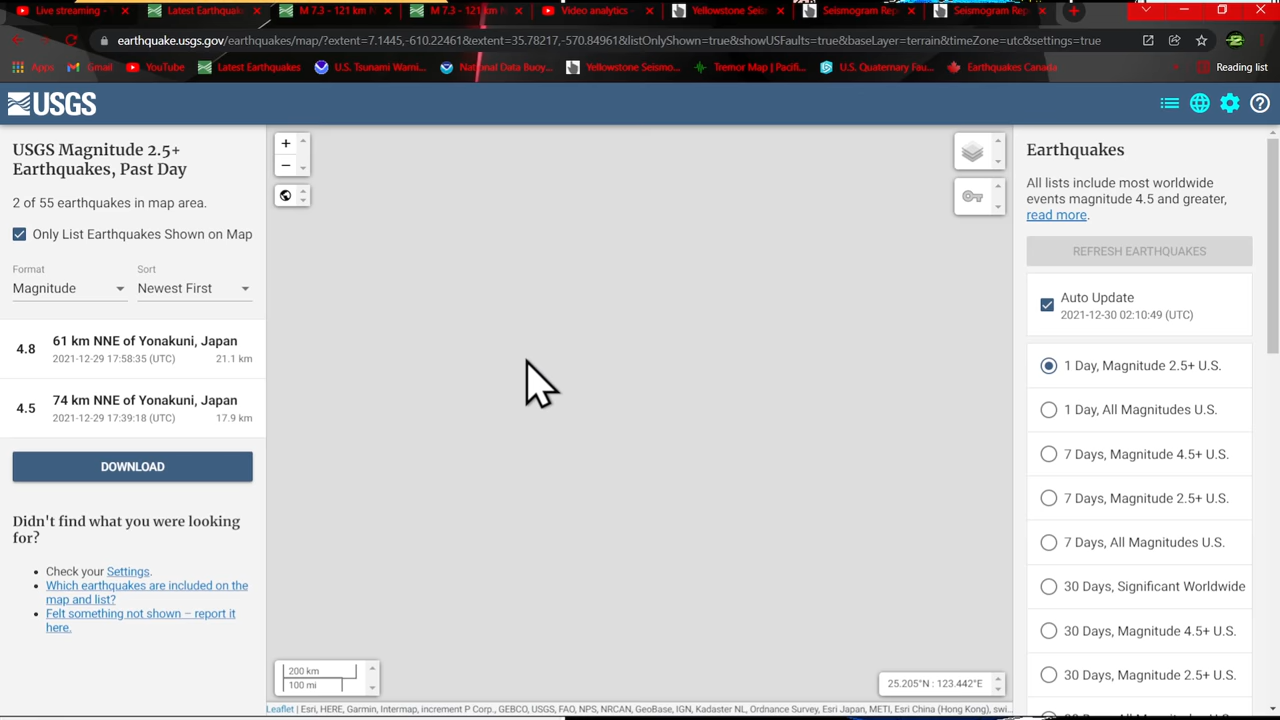 Live streaming -
Latest Earthquak
M 7.3 - 121 km N
M 7.3 - 121 km N
Video analytics -
Yellowstone Seis
Seismogram Rep
Seismogram Rep
earthquake.usgs.gov/earthquakes/map/?extent=7.1445,-610.22461&extent=35.78217,-570.84961&listOnlyShown=true&showUSFaults=true&baseLayer=terrain&timeZone=utc&settings=true
Apps
Gmail
YouTube
Latest Earthquakes
U.S. Tsunami Warni...
National Data Buoy...
Yellowstone Seismo...
Tremor Map | Pacifi...
U.S. Quaternary Fau...
Earthquakes Canada
Reading list
USGS
USGS Magnitude 2.5+
Earthquakes, Past Day
2 of 55 earthquakes in map area.
Only List Earthquakes Shown on Map
Format
Sort
Magnitude
Newest First
4.8
61 km NNE of Yonakuni, Japan
2021-12-29 17:58:35 (UTC)
21.1 km
4.5
74 km NNE of Yonakuni, Japan
2021-12-29 17:39:18 (UTC)
17.9 km
DOWNLOAD
Didn't find what you were looking
for?
Check your Settings.
Which earthquakes are included on the
map and list?
Felt something not shown – report it
here.
+
−
200 km
100 mi
25.205°N : 123.442°E
Leaflet | Esri, HERE, Garmin, Intermap, increment P Corp., GEBCO, USGS, FAO, NPS, NRCAN, GeoBase, IGN, Kadaster NL, Ordnance Survey, Esri Japan, METI, Esri China (Hong Kong), swi...
Earthquakes
All lists include most worldwide
events magnitude 4.5 and greater,
read more.
REFRESH EARTHQUAKES
Auto Update
2021-12-30 02:10:49 (UTC)
1 Day, Magnitude 2.5+ U.S.
1 Day, All Magnitudes U.S.
7 Days, Magnitude 4.5+ U.S.
7 Days, Magnitude 2.5+ U.S.
7 Days, All Magnitudes U.S.
30 Days, Significant Worldwide
30 Days, Magnitude 4.5+ U.S.
30 Days, Magnitude 2.5+ U.S.